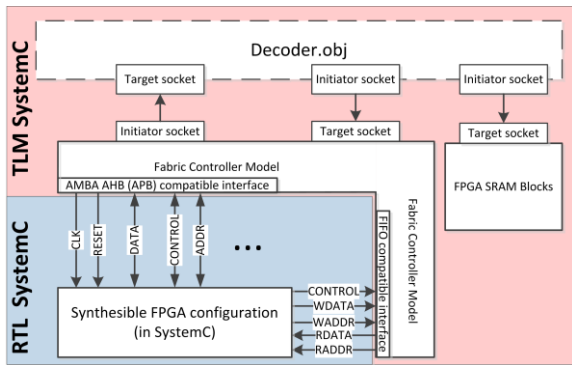 TLM SystemC
Decoder.obj
Target socket
Initiator socket
Initiator socket
Initiator socket
Target socket
Target socket
Fabric Controller Model
AMBA AHB (APB) compatible interface
FPGA SRAM Blocks
Fabric Controller Model
FIFO compatible interface
RTL SystemC
CLK
RESET
DATA
CONTROL
ADDR
...
Synthesible FPGA configuration
(in SystemC)
CONTROL
WDATA
WADDR
RDATA
RADDR